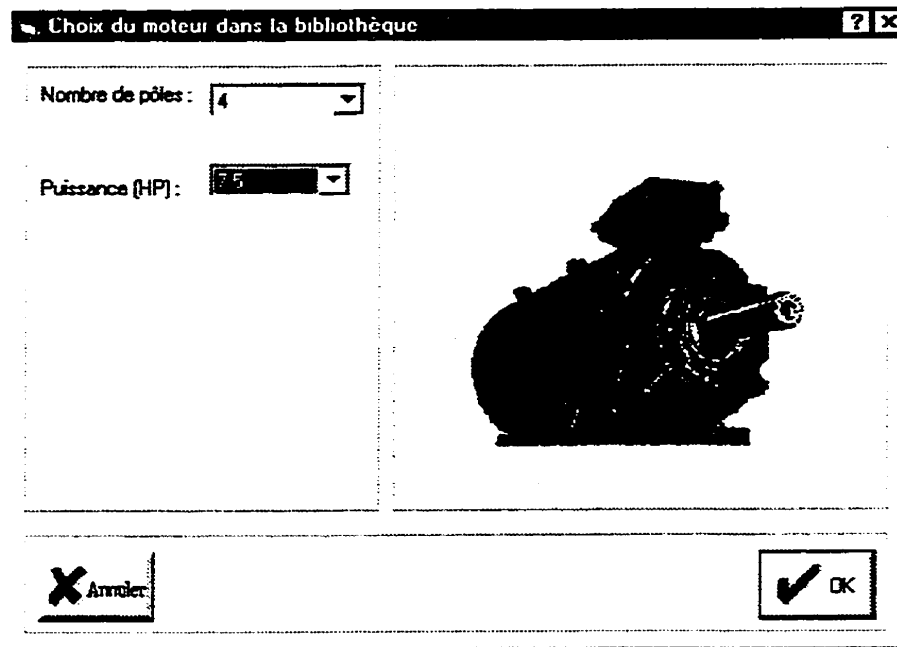 Choix du moteur dans la bibliothèque
Nombre de pôles : 4
Puissance (HP) :
Annuler
OK